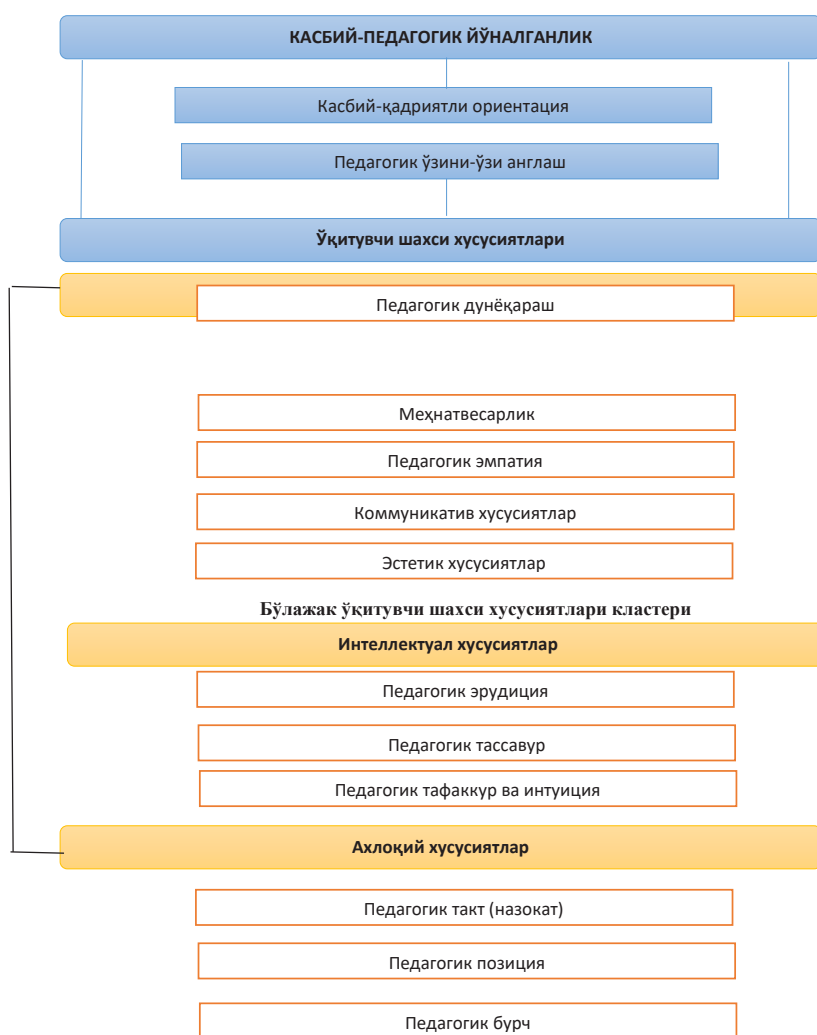 КАСБИЙ-ПЕДАГОГИК ЙЎНАЛГАНЛИК
Касбий-қадриятли ориентация
Педагогик ўзини-ўзи англаш
Ўқитувчи шахси хусусиятлари
Педагогик дунёқараш
Меҳнатвесарлик
Педагогик эмпатия
Коммуникатив хусусиятлар
Эстетик хусусиятлар
Бўлажак ўқитувчи шахси хусусиятлари кластери
Интеллектуал хусусиятлар
Педагогик эрудиция
Педагогик тассавур
Педагогик тафаккур ва интуиция
Ахлоқий хусусиятлар
Педагогик такт (назокат)
Педагогик позиция
Педагогик бурч